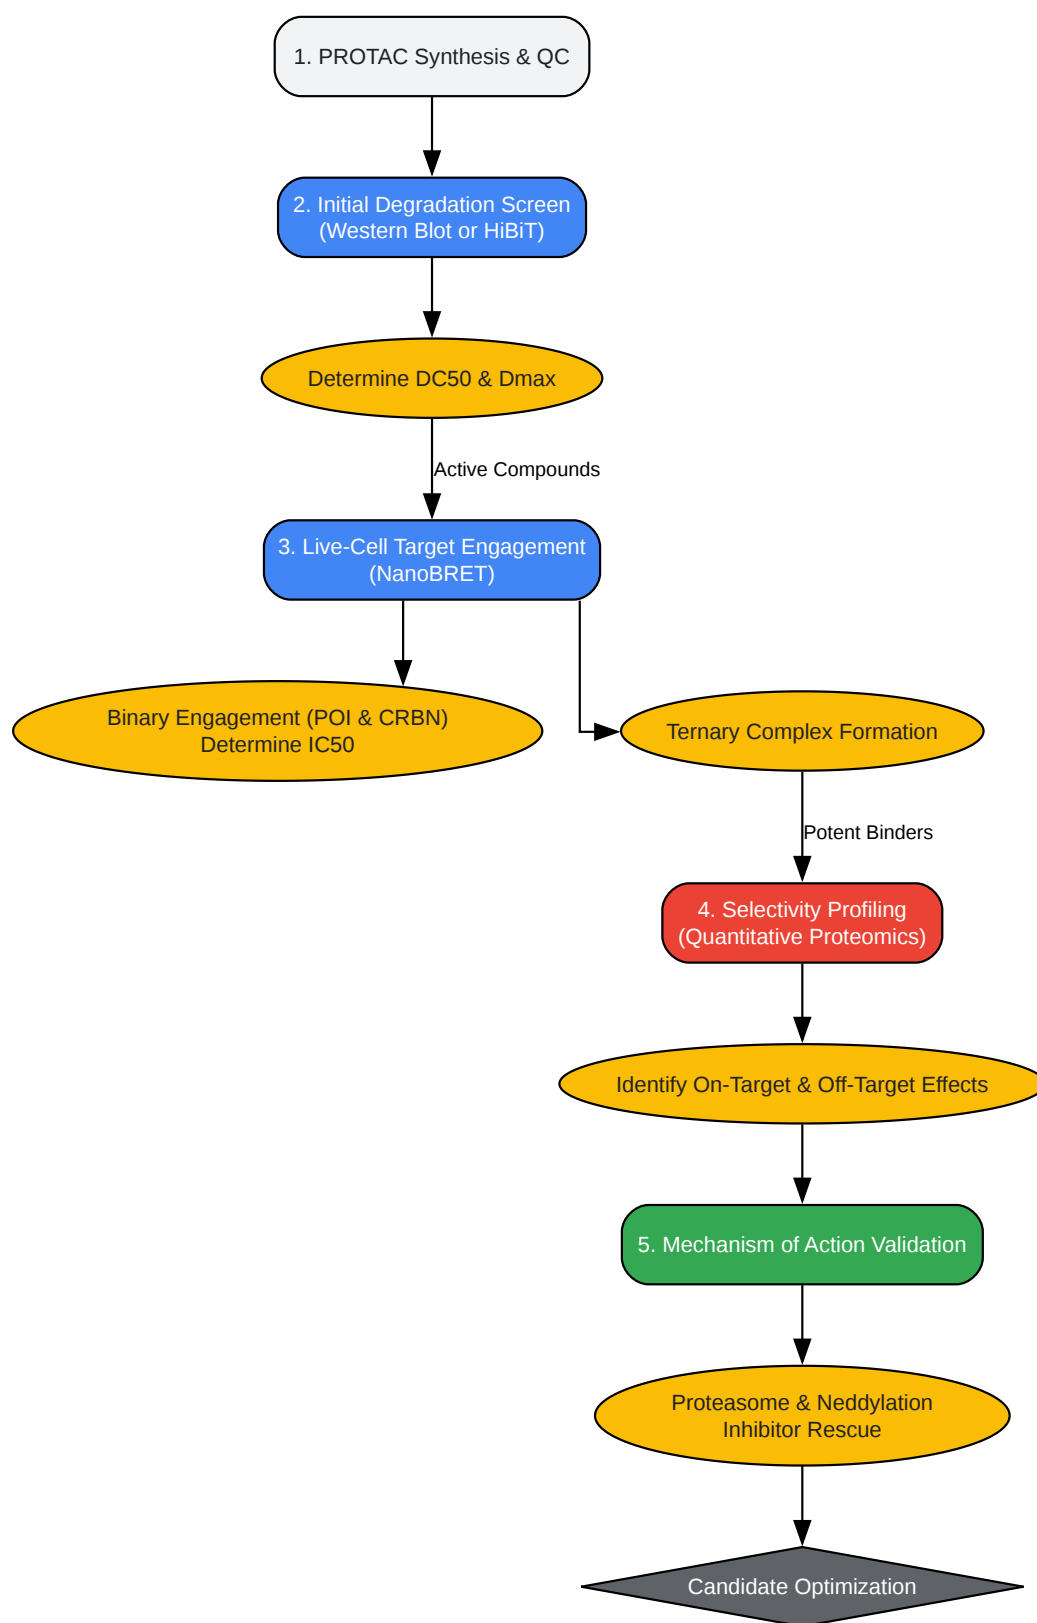 1. PROTAC Synthesis & QC
2. Initial Degradation Screen
(Western Blot or HiBiT)
Determine DC50 & Dmax
Active Compounds
3. Live-Cell Target Engagement
(NanoBRET)
Binary Engagement (POI & CRBN)
Determine IC50
Ternary Complex Formation
Potent Binders
4. Selectivity Profiling
(Quantitative Proteomics)
Identify On-Target & Off-Target Effects
5. Mechanism of Action Validation
Proteasome & Neddylation
Inhibitor Rescue
Candidate Optimization